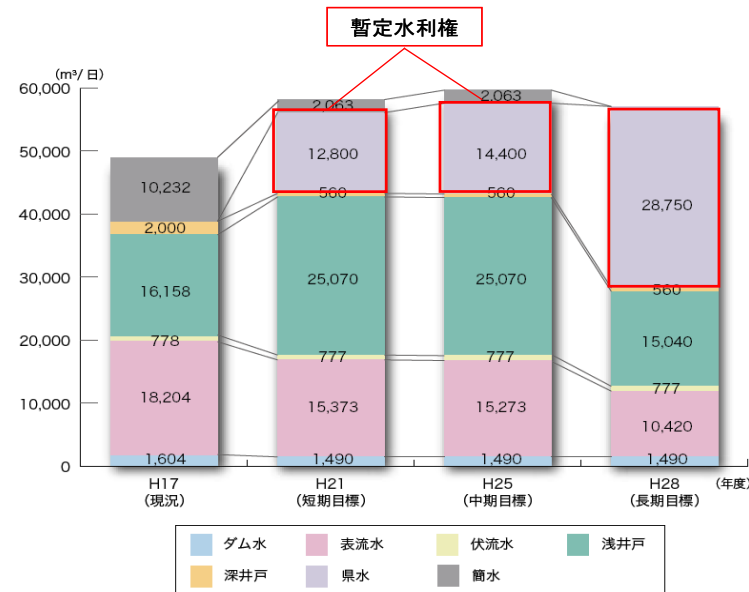 暫定水利権
(m³/日)
60,000
50,000
40,000
30,000
20,000
10,000
0
10,232
2,000
16,158
778
18,204
1,604
2,063
12,800
560
25,070
777
15,373
1,490
2,063
14,400
560
25,070
777
15,273
1,490
28,750
560
15,040
777
10,420
1,490
H17
(現況)
H21
(短期目標)
H25
(中期目標)
H28
(長期目標)
(年度)
ダム水 表流水 伏流水 浅井戸
深井戸 県水 簡水